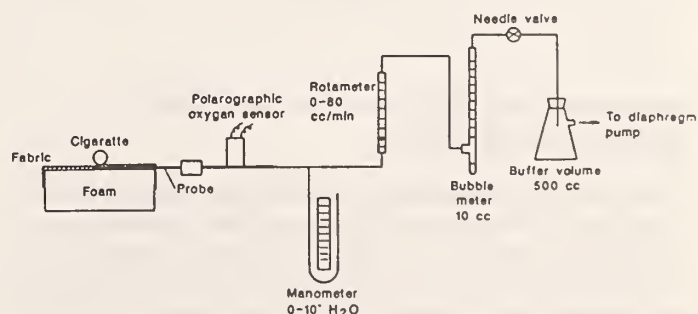 Needle valve
Rotameter
0-80
cc/min
Polarographic
oxygen sensor
To diaphragm
pump
Cigarette
Fabric
Foam
Probe
Buffer volume
500 cc
Bubble
meter
10 cc
Manometer
0-10" H₂O